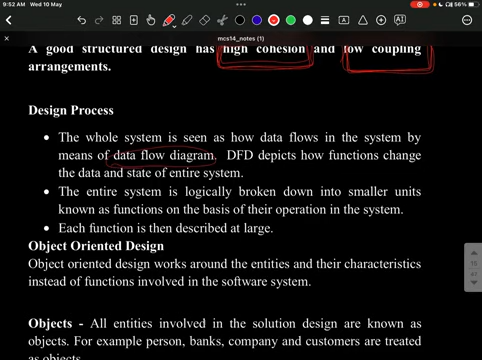 9:52 AM Wed 10 May
56%
mcs14_notes (1)
A good structured design has high cohesion and low coupling
arrangements.
Design Process
• The whole system is seen as how data flows in the system by
means of data flow diagram. DFD depicts how functions change
the data and state of entire system.
• The entire system is logically broken down into smaller units
known as functions on the basis of their operation in the system.
• Each function is then described at large.
Object Oriented Design
Object oriented design works around the entities and their characteristics
instead of functions involved in the software system.
Objects - All entities involved in the solution design are known as
objects. For example person, banks, company and customers are treated
as objects.